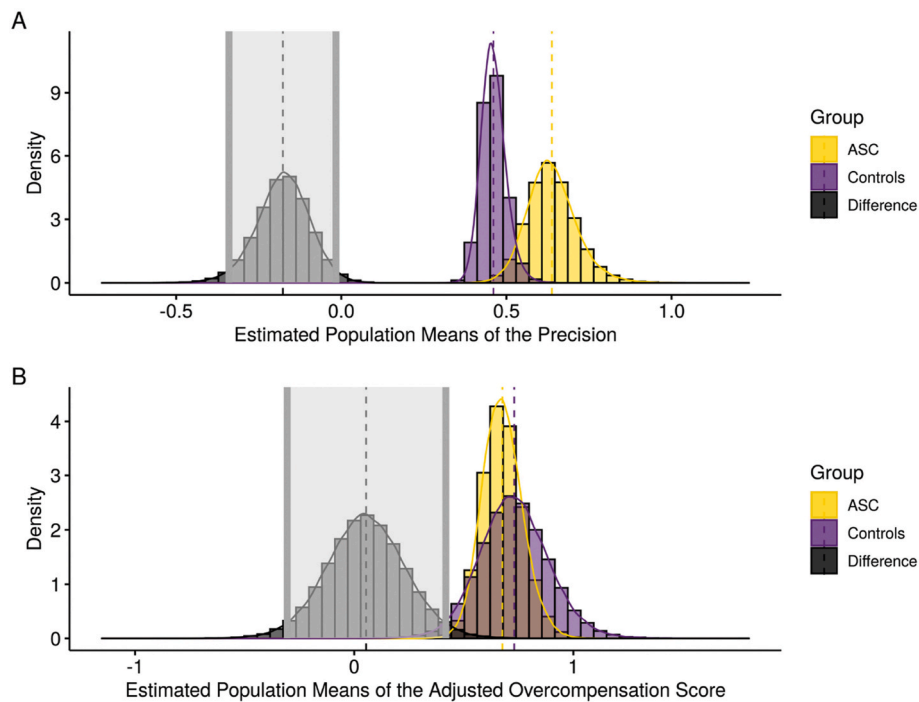 A
9
6
3
0
Density
-0.5 0.0 0.5 1.0
Estimated Population Means of the Precision
Group
ASC
Controls
Difference
B
4
3
2
1
0
Density
-1 0 1
Estimated Population Means of the Adjusted Overcompensation Score
Group
ASC
Controls
Difference